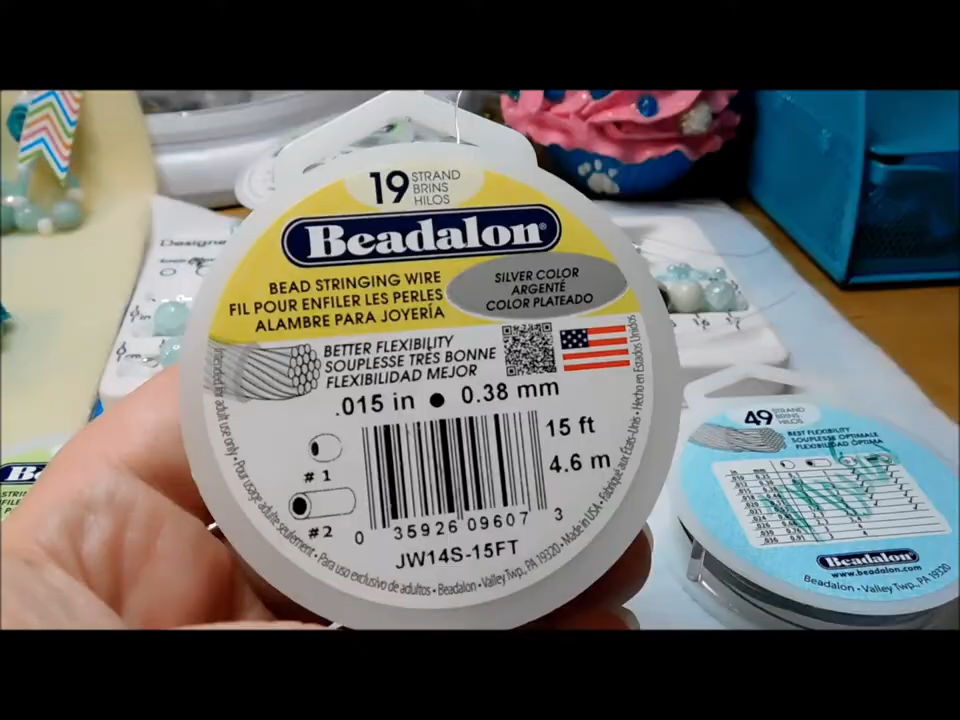 19 STRAND
BRINS
HILOS
Beadalon®
BEAD STRINGING WIRE
FIL POUR ENFILER LES PERLES
ALAMBRE PARA JOYERÍA
SILVER COLOR
ARGENTÉ
COLOR PLATEADO
BETTER FLEXIBILITY
SOUPLESSE TRÈS BONNE
FLEXIBILIDAD MEJOR
.015 in ● 0.38 mm
15 ft
4.6 m
#1
#2
0 35926 09607 3
JW14S-15FT
Intended for adult use only • Pour usage adulte seulement • Para uso exclusivo de adultos • Beadalon • Valley Twp., PA 19320 • Made in U.S.A. • Fabriqué aux États-Unis • Hecho en Estados Unidos
Designe
49 STRAND
BRINS
HILOS
BEST FLEXIBILITY
SOUPLESSE OPTIMALE
FLEXIBILIDAD ÓPTIMA
in mm
Beadalon
www.beadalon.com
Beadalon • Valley Twp., PA 19320
Be